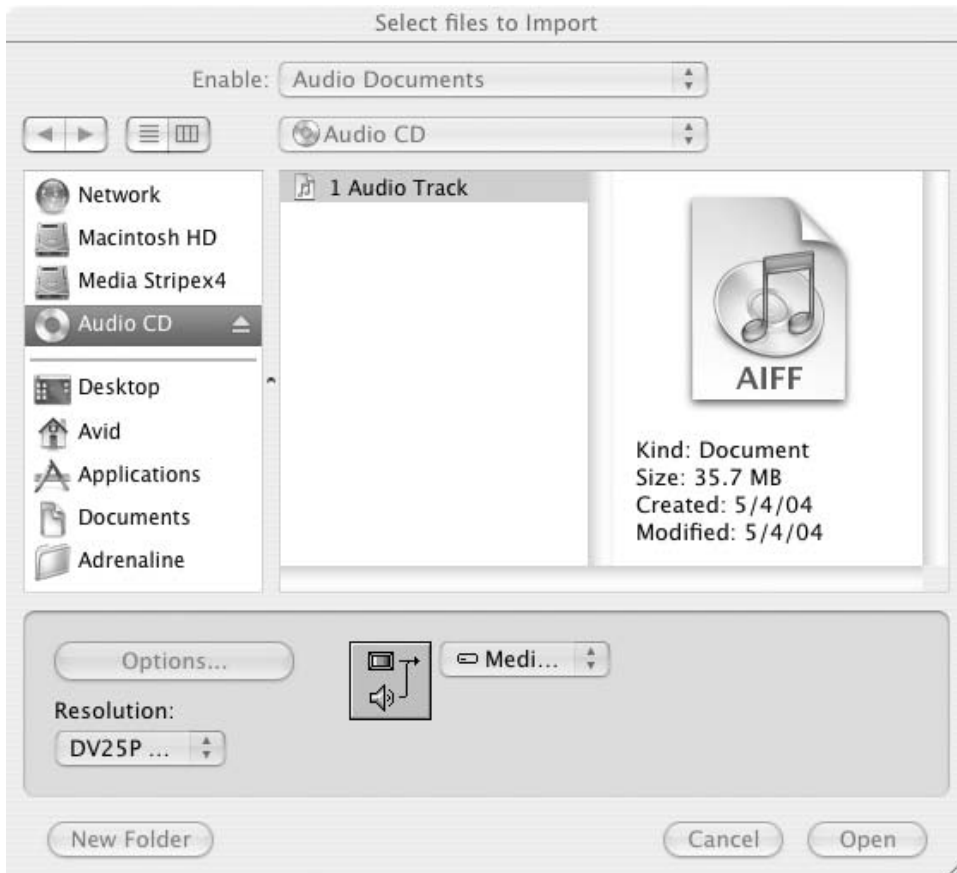 Select files to Import
Enable: Audio Documents
Audio CD
Network
Macintosh HD
Media Stripex4
Audio CD
Desktop
Avid
Applications
Documents
Adrenaline
1 Audio Track
AIFF
Kind: Document
Size: 35.7 MB
Created: 5/4/04
Modified: 5/4/04
Options...
Medi...
Resolution:
DV25P ...
New Folder
Cancel
Open